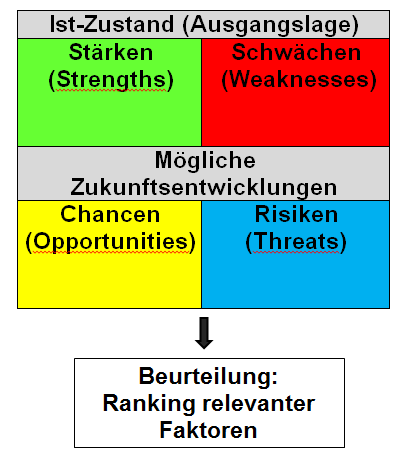 Ist-Zustand (Ausgangslage)
Stärken
(Strengths)
Schwächen
(Weaknesses)
Mögliche
Zukunftsentwicklungen
Chancen
(Opportunities)
Risiken
(Threats)
Beurteilung:
Ranking relevanter
Faktoren